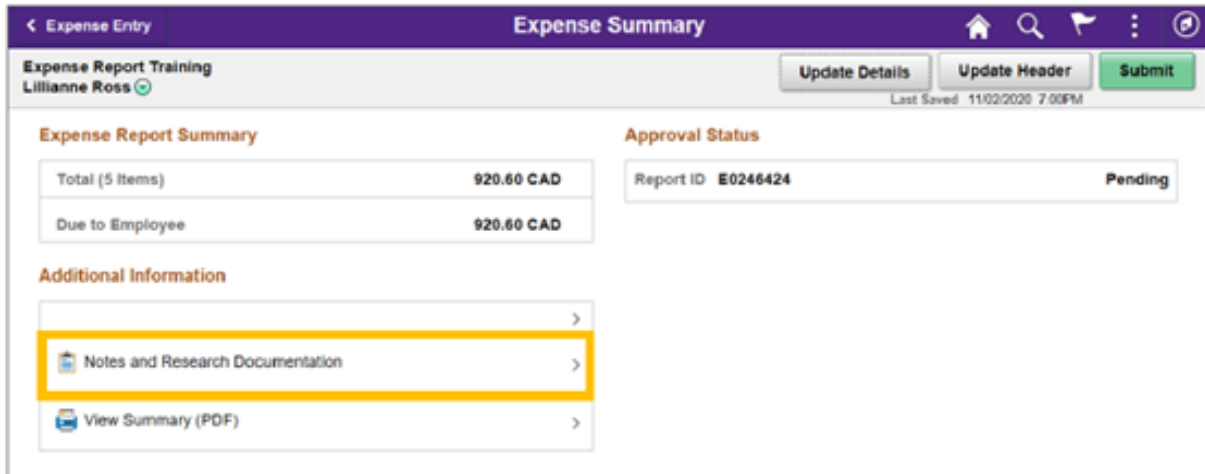 Expense Entry
Expense Summary
Expense Report Training
Lillianne Ross
Update Details
Update Header
Submit
Last Saved 11/02/2020 7:00PM
Expense Report Summary
Total (5 Items) 920.60 CAD
Due to Employee 920.60 CAD
Approval Status
Report ID E0246424 Pending
Additional Information
Notes and Research Documentation
View Summary (PDF)